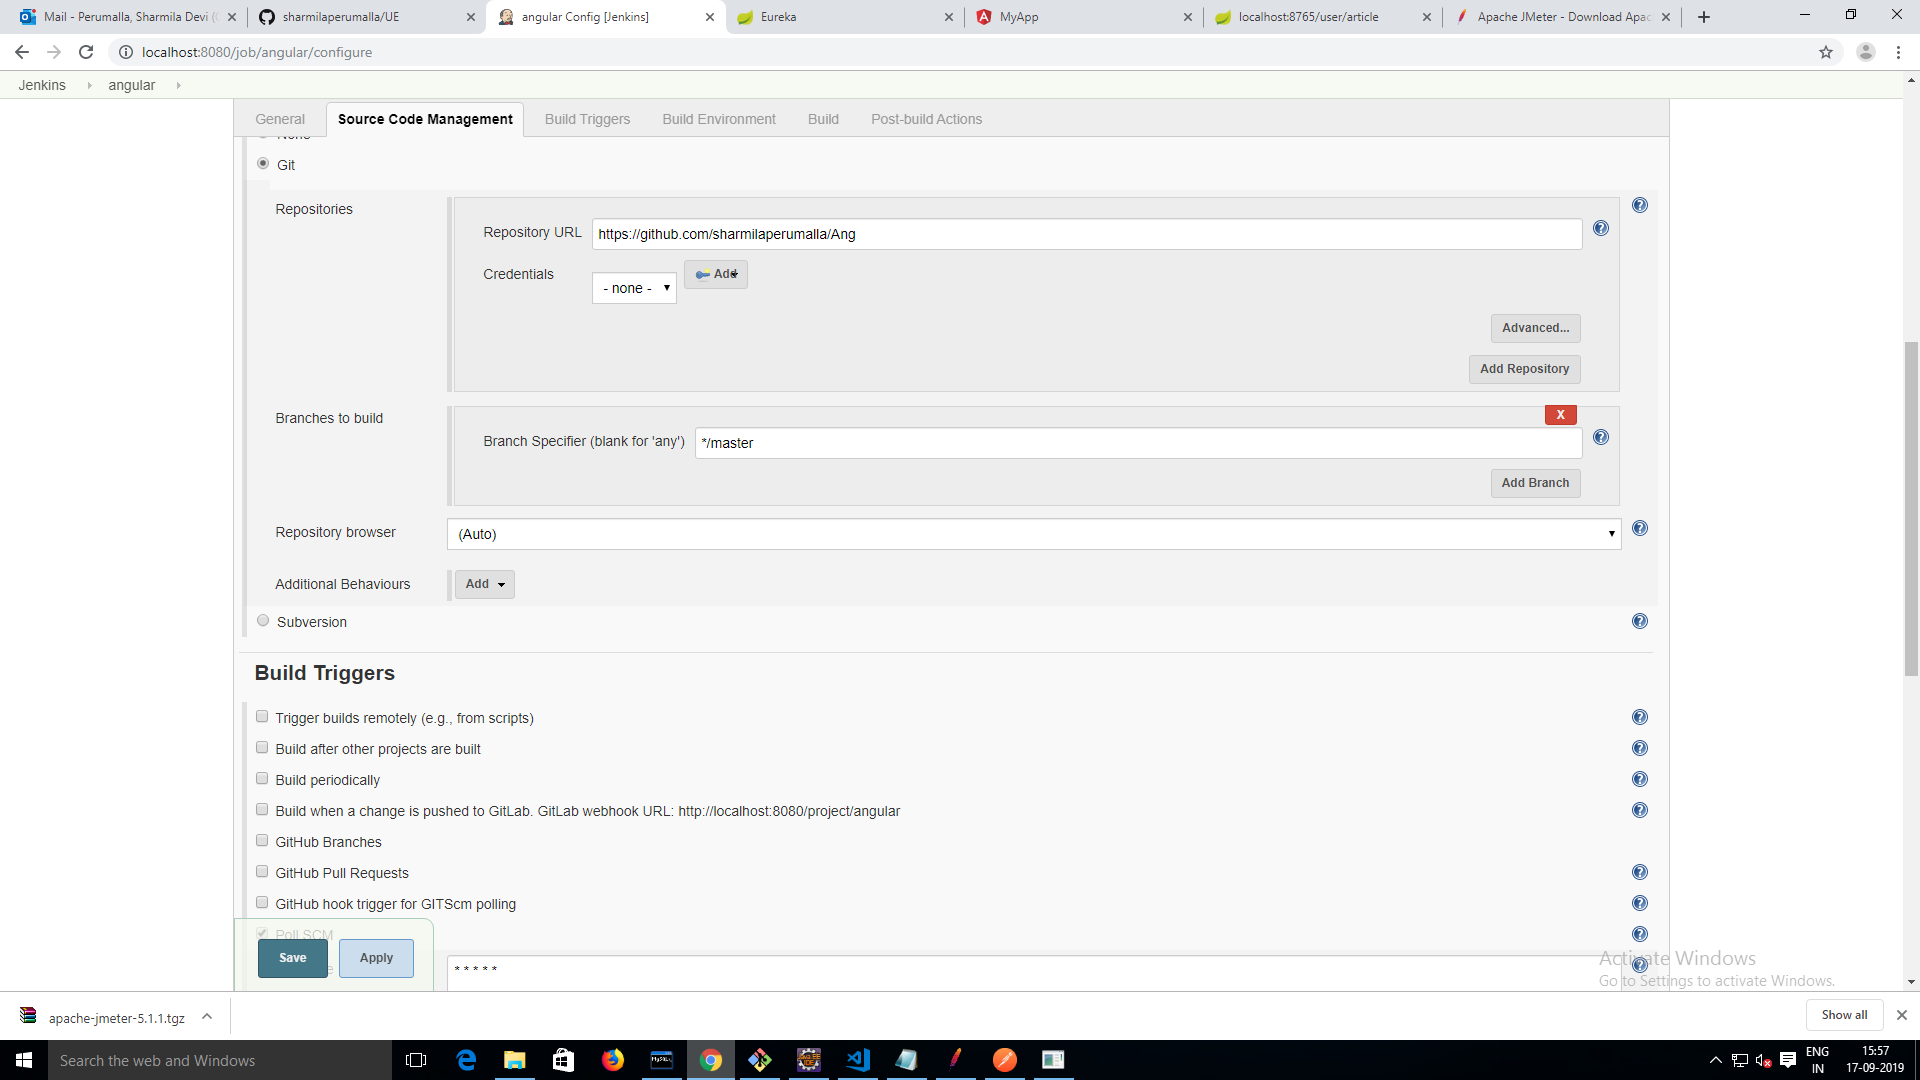 Mail - Perumalla, Sharmila Devi (
sharmilaperumalla/UE
angular Config [Jenkins]
Eureka
MyApp
localhost:8765/user/article
Apache JMeter - Download Apac
localhost:8080/job/angular/configure
Jenkins
angular
General
Source Code Management
Build Triggers
Build Environment
Build
Post-build Actions
None
Git
Repositories
Repository URL
https://github.com/sharmilaperumalla/Ang
Credentials
- none -
Add
Advanced...
Add Repository
Branches to build
X
Branch Specifier (blank for 'any')
*/master
Add Branch
Repository browser
(Auto)
Additional Behaviours
Add
Subversion
Build Triggers
Trigger builds remotely (e.g., from scripts)
Build after other projects are built
Build periodically
Build when a change is pushed to GitLab. GitLab webhook URL: http://localhost:8080/project/angular
GitHub Branches
GitHub Pull Requests
GitHub hook trigger for GITScm polling
Poll SCM
Save
Apply
* * * * *
Activate Windows
Go to Settings to activate Windows.
apache-jmeter-5.1.1.tgz
Show all
Search the web and Windows
ENG
IN
15:57
17-09-2019